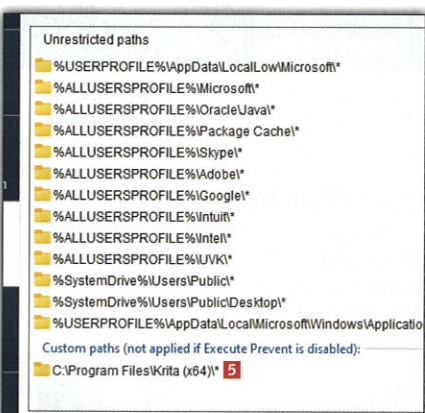 Unrestricted paths
%USERPROFILE%\AppData\LocalLow\Microsoft\*
%ALLUSERSPROFILE%\Microsoft\*
%ALLUSERSPROFILE%\Oracle\Java\*
%ALLUSERSPROFILE%\Package Cache\*
%ALLUSERSPROFILE%\Skype\*
%ALLUSERSPROFILE%\Adobe\*
%ALLUSERSPROFILE%\Google\*
%ALLUSERSPROFILE%\Intuit\*
%ALLUSERSPROFILE%\Intel\*
%ALLUSERSPROFILE%\UVK\*
%SystemDrive%\Users\Public\*
%SystemDrive%\Users\Public\Desktop\*
%USERPROFILE%\AppData\Local\Microsoft\Windows\Applicatio
Custom paths (not applied if Execute Prevent is disabled):
C:\Program Files\Krita (x64)\* 5